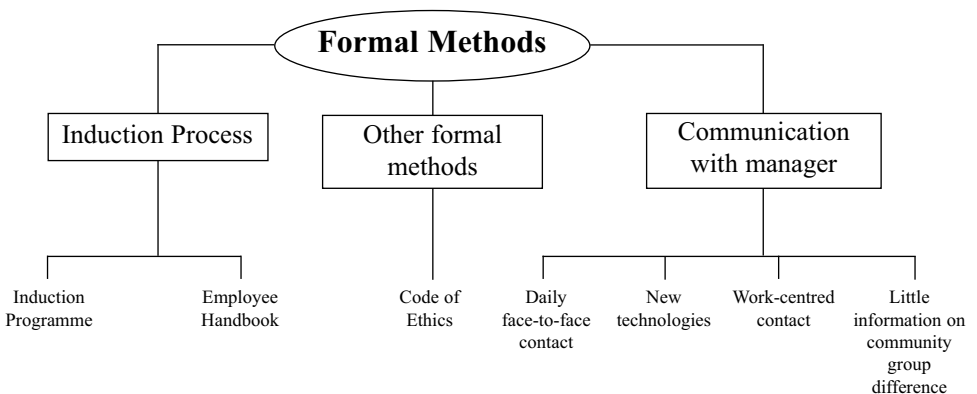 Formal Methods
Induction Process
Other formal
methods
Communication
with manager
Induction
Programme
Employee
Handbook
Code of
Ethics
Daily
face-to-face
contact
New
technologies
Work-centred
contact
Little
information on
community
group
difference